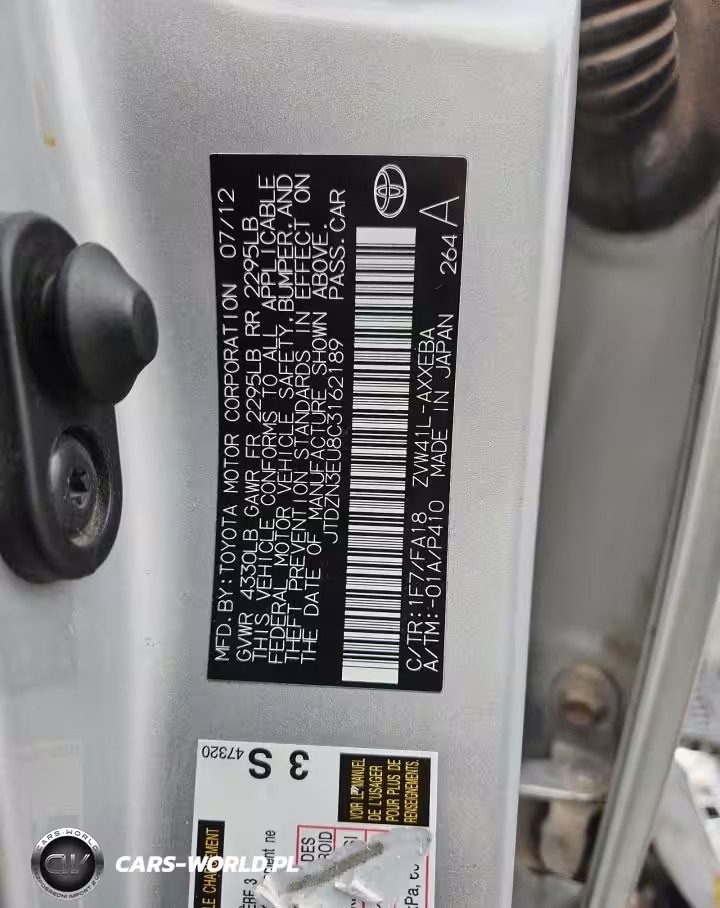 MFD.BY:TOYOTA MOTOR CORPORATION 07/12
GVWR 4330LB GAWR FR 2295LB RR 2295LB
THIS VEHICLE CONFORMS TO ALL APPLICABLE
FEDERAL MOTOR VEHICLE SAFETY, BUMPER, AND
THEFT PREVENTION STANDARDS IN EFFECT ON
THE DATE OF MANUFACTURE SHOWN ABOVE.
JTDZN3EU8C3162189 PASS.CAR
C/TR:1F7/FA18 ZVW41L-AXXEBA
A/TM:-01A/P410 MADE IN JAPAN 264 A
47320
3 S
VOIR LE MANUEL
DE L'USAGER
POUR PLUS DE
RENSEIGNEMENTS.
CARS-WORLD
CW
CARS-WORLD.PL